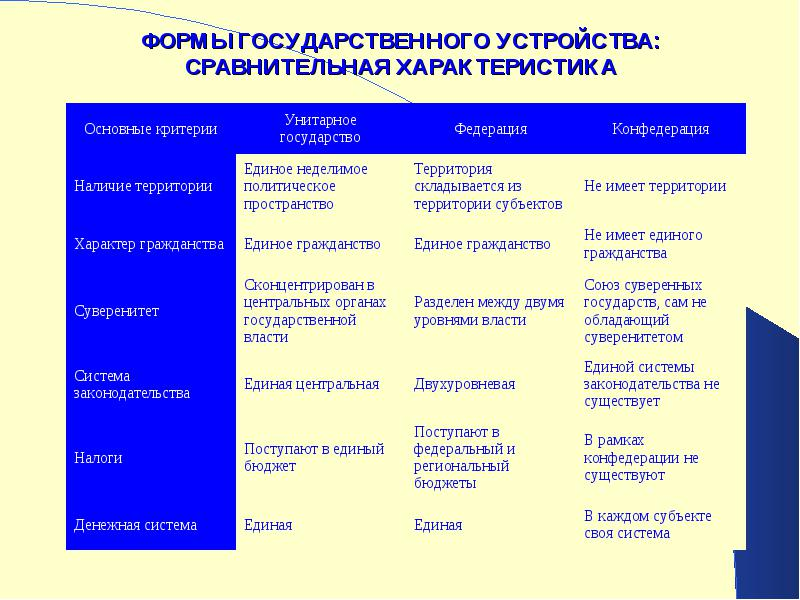 ФОРМЫ ГОСУДАРСТВЕННОГО УСТРОЙСТВА:
СРАВНИТЕЛЬНАЯ ХАРАКТЕРИСТИКА
Основные критерии
Унитарное
государство
Федерация
Конфедерация
Наличие территории
Единое неделимое
политическое
пространство
Территория
складывается из
территории субъектов
Не имеет территории
Характер гражданства
Единое гражданство
Единое гражданство
Не имеет единого
гражданства
Суверенитет
Сконцентрирован в
центральных органах
государственной
власти
Разделен между двумя
уровнями власти
Союз суверенных
государств, сам не
обладающий
суверенитетом
Система
законодательства
Единая центральная
Двухуровневая
Единой системы
законодательства не
существует
Налоги
Поступают в единый
бюджет
Поступают в
федеральный и
региональный
бюджеты
В рамках
конфедерации не
существуют
Денежная система
Единая
Единая
В каждом субъекте
своя система